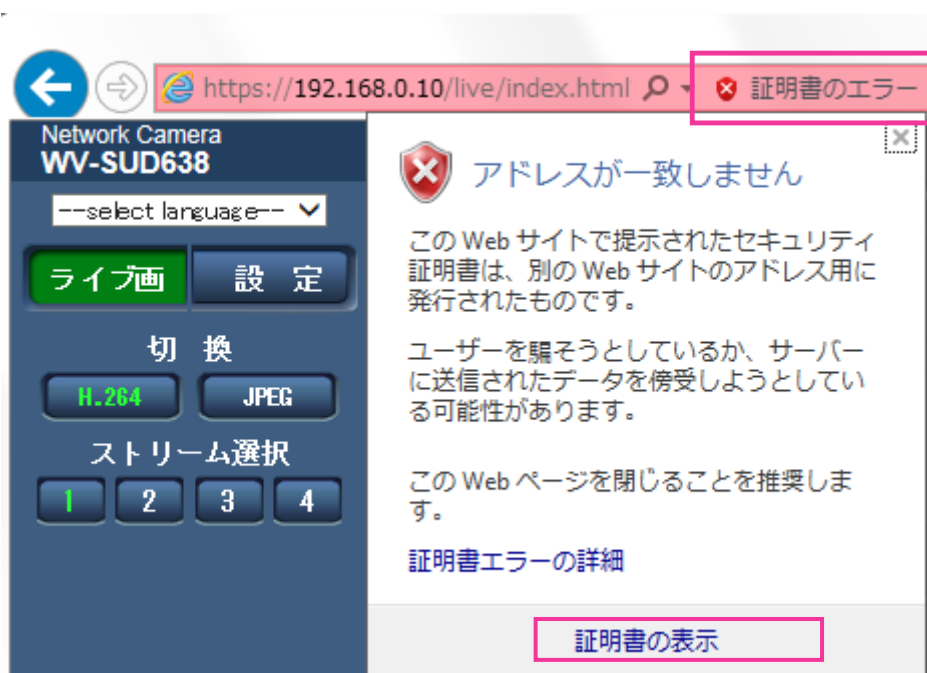 https://192.168.0.10/live/index.html
証明書のエラー
Network Camera
WV-SUD638
--select language--
ライブ画
設 定
切 換
H.264
JPEG
ストリーム選択
1
2
3
4
アドレスが一致しません
この Web サイトで提示されたセキュリティ
証明書は、別の Web サイトのアドレス用に
発行されたものです。
ユーザーを騙そうとしているか、サーバー
に送信されたデータを傍受しようとしてい
る可能性があります。
この Web ページを閉じることを推奨しま
す。
証明書エラーの詳細
証明書の表示